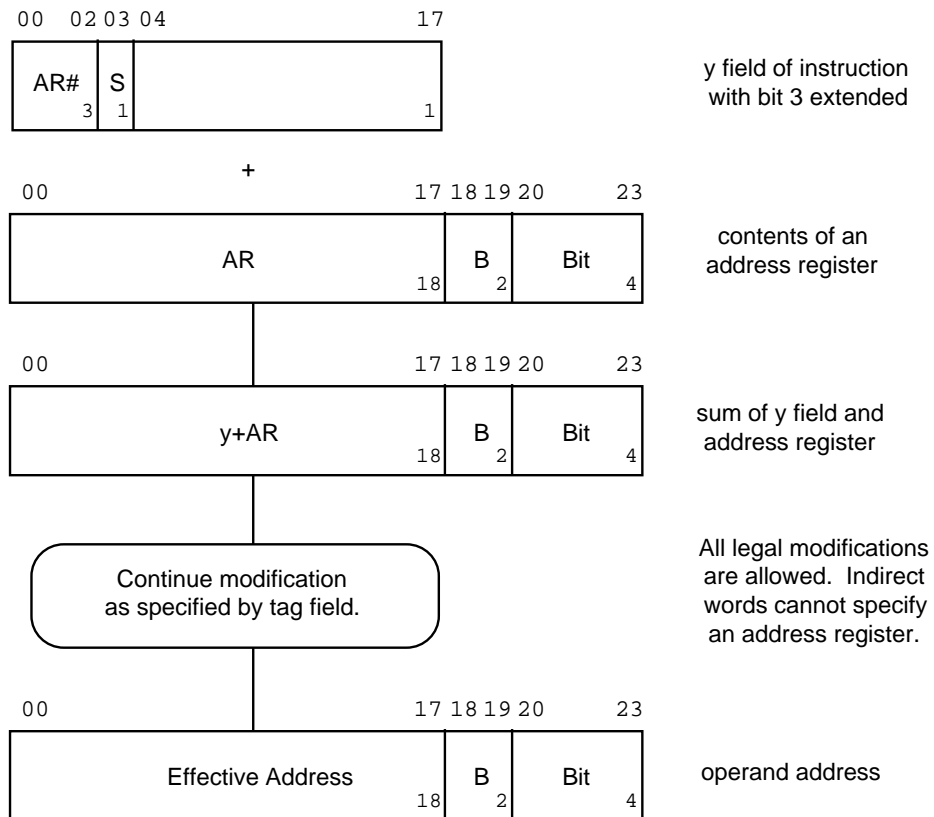 00 02 03 04 17
AR# S
3 1 1
y field of instruction
with bit 3 extended
+
00 17 18 19 20 23
AR B Bit
18 2 4
contents of an
address register
00 17 18 19 20 23
y+AR B Bit
18 2 4
sum of y field and
address register
Continue modification
as specified by tag field.
All legal modifications
are allowed. Indirect
words cannot specify
an address register.
00 17 18 19 20 23
Effective Address B Bit
18 2 4
operand address